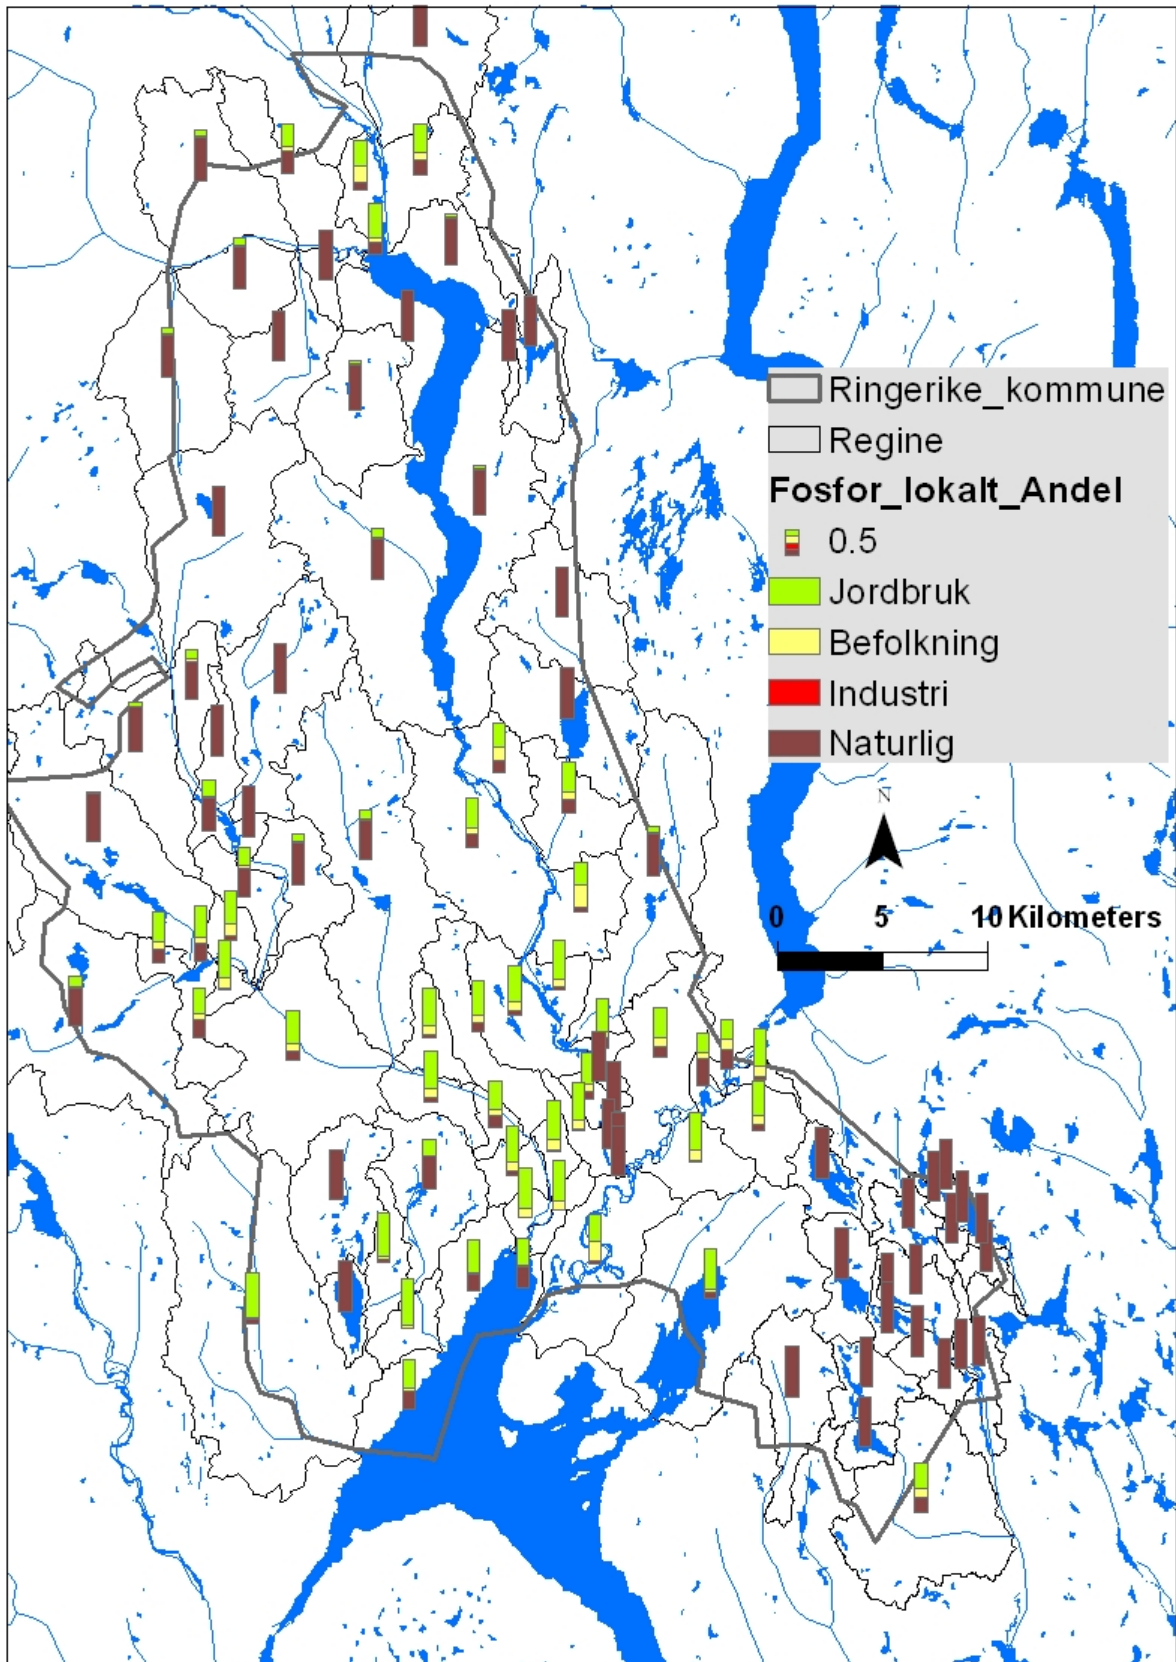 Ringerike_kommune
Regine
Fosfor_lokalt_Andel
0.5
Jordbruk
Befolkning
Industri
Naturlig
N
0 5 10 Kilometers